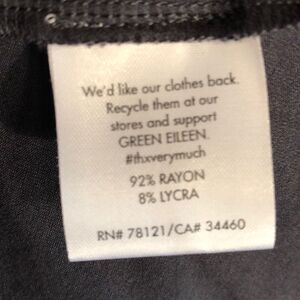 We'd like our clothes back.
Recycle them at our
stores and support
GREEN EILEEN.
#thxverymuch
92% RAYON
8% LYCRA
RN# 78121/CA# 34460